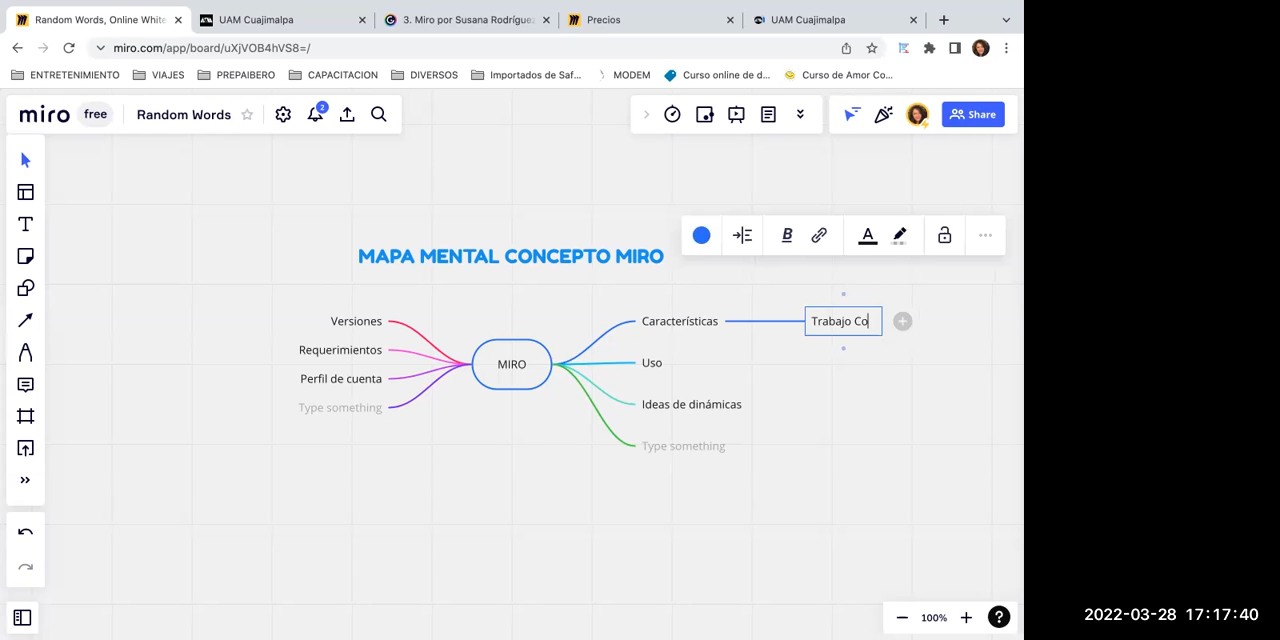 Random Words, Online White
UAM Cuajimalpa
3. Miro por Susana Rodríguez
Precios
UAM Cuajimalpa
miro.com/app/board/uXjVOB4hVS8=/
ENTRETENIMIENTO
VIAJES
PREPAIBERO
CAPACITACION
DIVERSOS
Importados de Saf...
MODEM
Curso online de d...
Curso de Amor Co...
miro
free
Random Words
2
Share
B
A
MAPA MENTAL CONCEPTO MIRO
Versiones
Requerimientos
Perfil de cuenta
Type something
MIRO
Características
Trabajo Co
Uso
Ideas de dinámicas
Type something
100%
2022-03-28 17:17:40